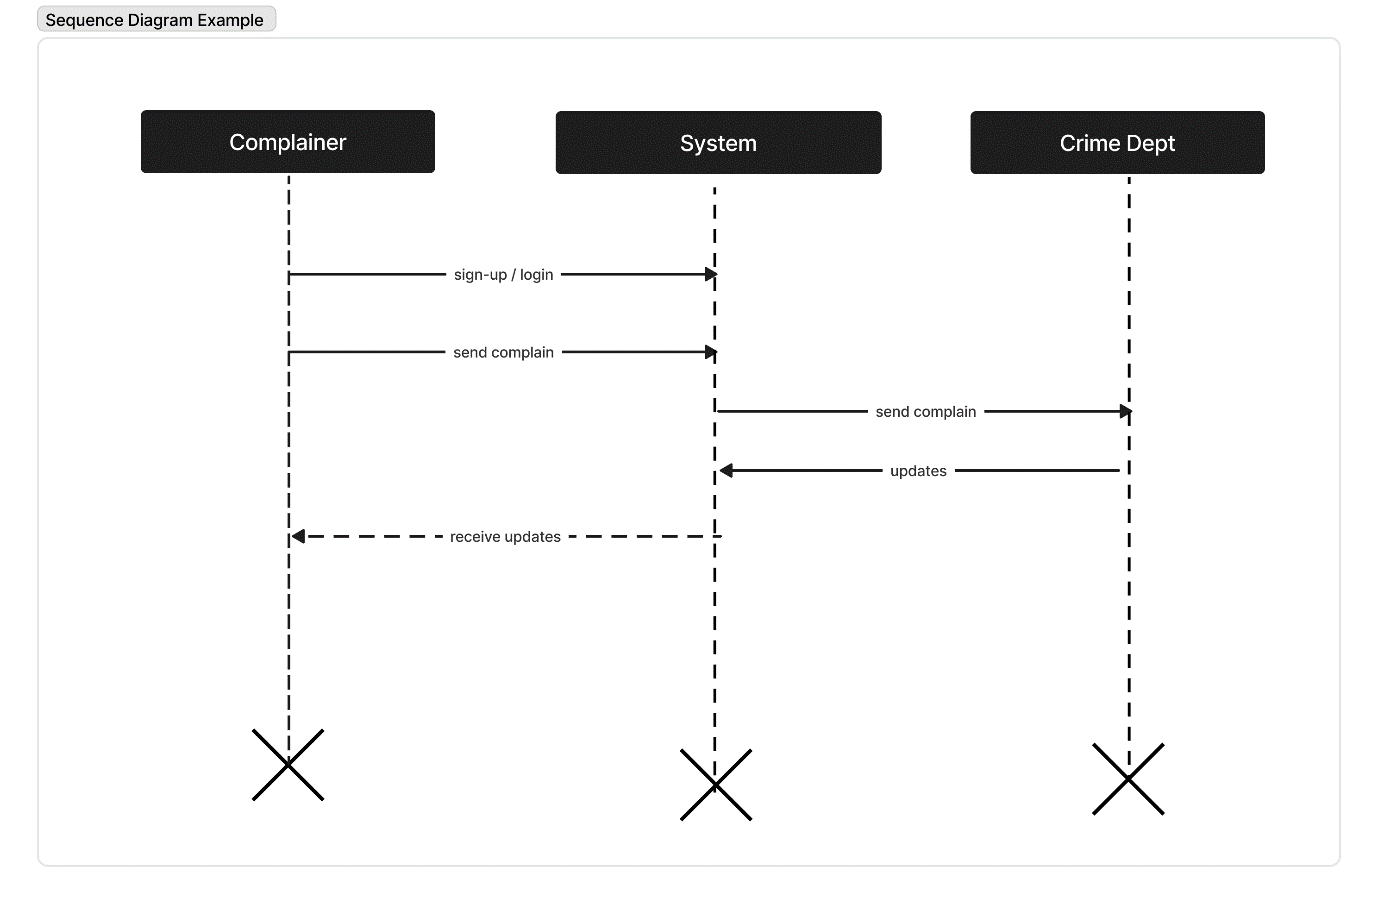 Sequence Diagram Example
Complainer
System
Crime Dept
sign-up / login
send complain
send complain
updates
receive updates